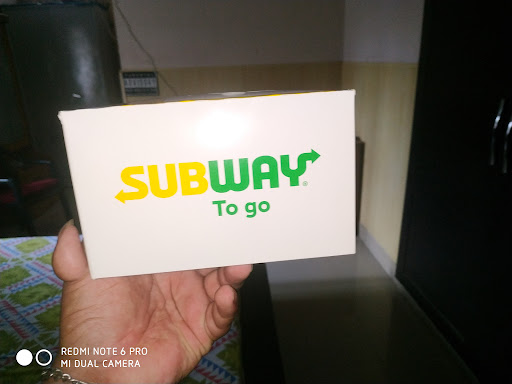 SUBWAY®
To go
REDMI NOTE 6 PRO
MI DUAL CAMERA